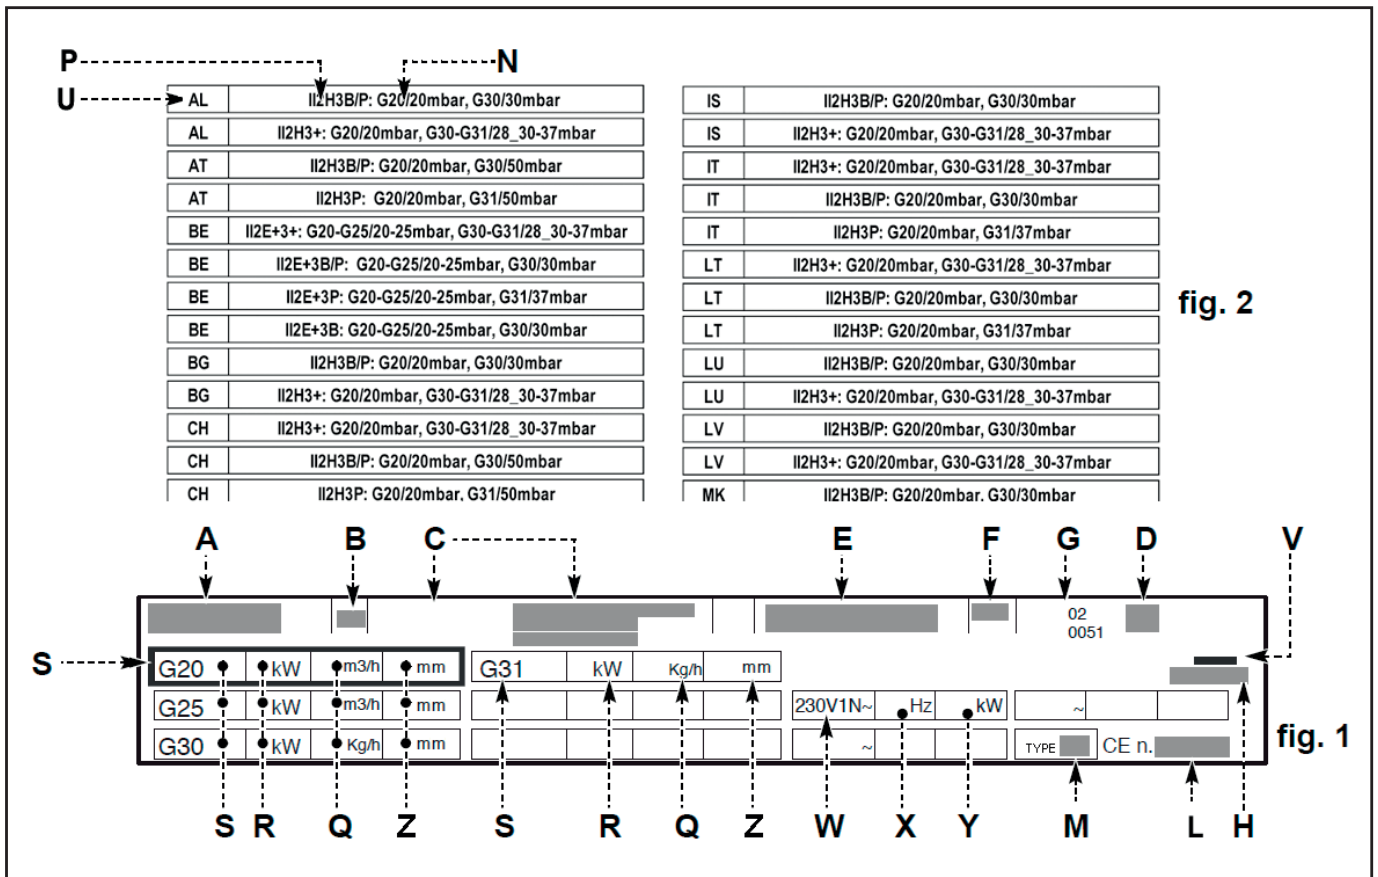 P N
U
AL II2H3B/P: G20/20mbar, G30/30mbar
AL II2H3+: G20/20mbar, G30-G31/28_30-37mbar
AT II2H3B/P: G20/20mbar, G30/50mbar
AT II2H3P: G20/20mbar, G31/50mbar
BE II2E+3+: G20-G25/20-25mbar, G30-G31/28_30-37mbar
BE II2E+3B/P: G20-G25/20-25mbar, G30/30mbar
BE II2E+3P: G20-G25/20-25mbar, G31/37mbar
BE II2E+3B: G20-G25/20-25mbar, G30/30mbar
BG II2H3B/P: G20/20mbar, G30/30mbar
BG II2H3+: G20/20mbar, G30-G31/28_30-37mbar
CH II2H3+: G20/20mbar, G30-G31/28_30-37mbar
CH II2H3B/P: G20/20mbar, G30/50mbar
CH II2H3P: G20/20mbar, G31/50mbar
IS II2H3B/P: G20/20mbar, G30/30mbar
IS II2H3+: G20/20mbar, G30-G31/28_30-37mbar
IT II2H3+: G20/20mbar, G30-G31/28_30-37mbar
IT II2H3B/P: G20/20mbar, G30/30mbar
IT II2H3P: G20/20mbar, G31/37mbar
LT II2H3+: G20/20mbar, G30-G31/28_30-37mbar
LT II2H3B/P: G20/20mbar, G30/30mbar
LT II2H3P: G20/20mbar, G31/37mbar
LU II2H3B/P: G20/20mbar, G30/30mbar
LU II2H3+: G20/20mbar, G30-G31/28_30-37mbar
LV II2H3B/P: G20/20mbar, G30/30mbar
LV II2H3+: G20/20mbar, G30-G31/28_30-37mbar
MK II2H3B/P: G20/20mbar, G30/30mbar
fig. 2
A B C E F G D V
02
0051
S
G20 kW m3/h mm G31 kW Kg/h mm
G25 kW m3/h mm 230V1N~ Hz kW ~
G30 kW Kg/h mm ~ TYPE CE n.
fig. 1
S R Q Z S R Q Z W X Y M L H